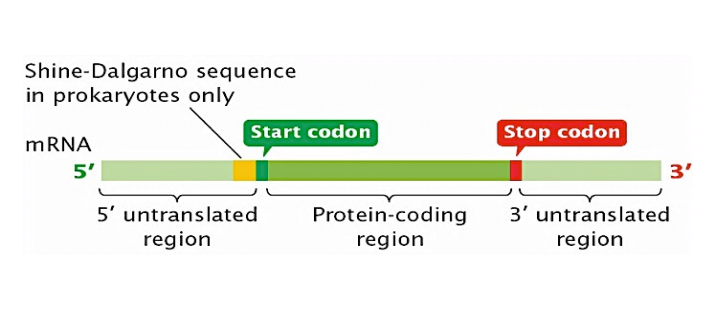 Shine-Dalgarno sequence
in prokaryotes only
Start codon
Stop codon
mRNA
5′
3′
5′ untranslated
region
Protein-coding
region
3′ untranslated
region